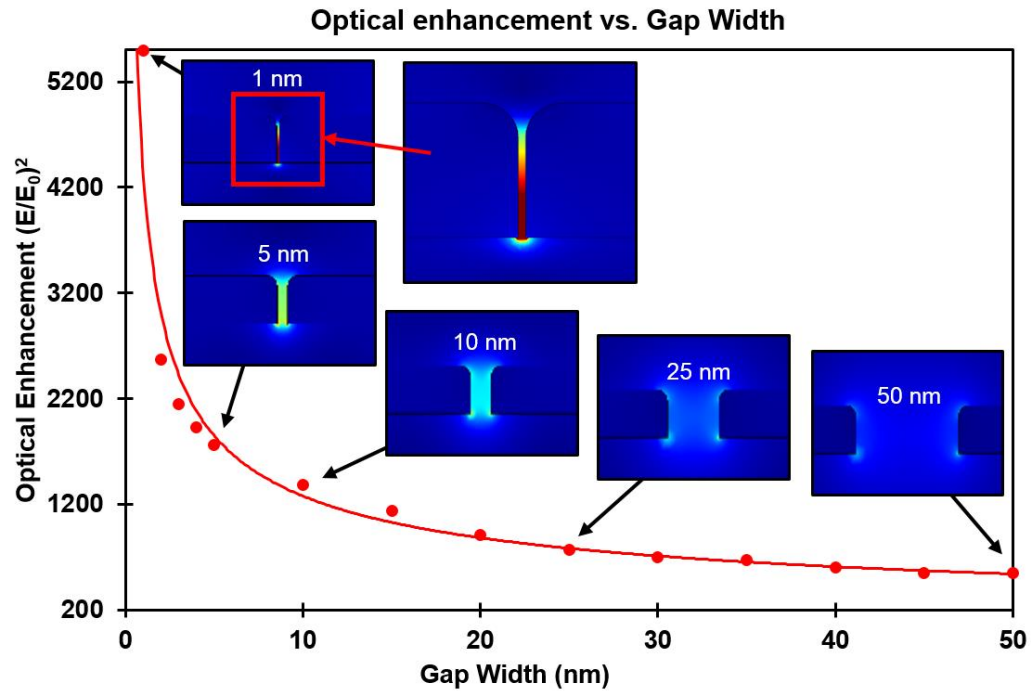 Optical enhancement vs. Gap Width
Optical Enhancement (E/E₀)²
5200
4200
3200
2200
1200
200
1 nm
5 nm
10 nm
25 nm
50 nm
0
10
20
30
40
50
Gap Width (nm)